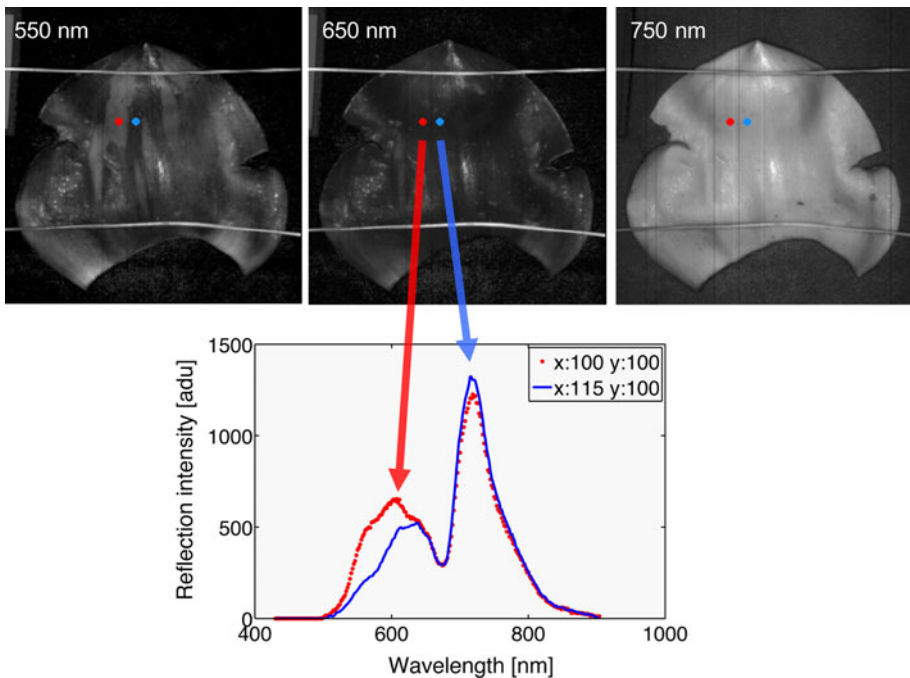 550 nm
650 nm
750 nm
1500
1000
500
0
400
600
800
1000
Reflection intensity [adu]
Wavelength [nm]
x:100 y:100
x:115 y:100